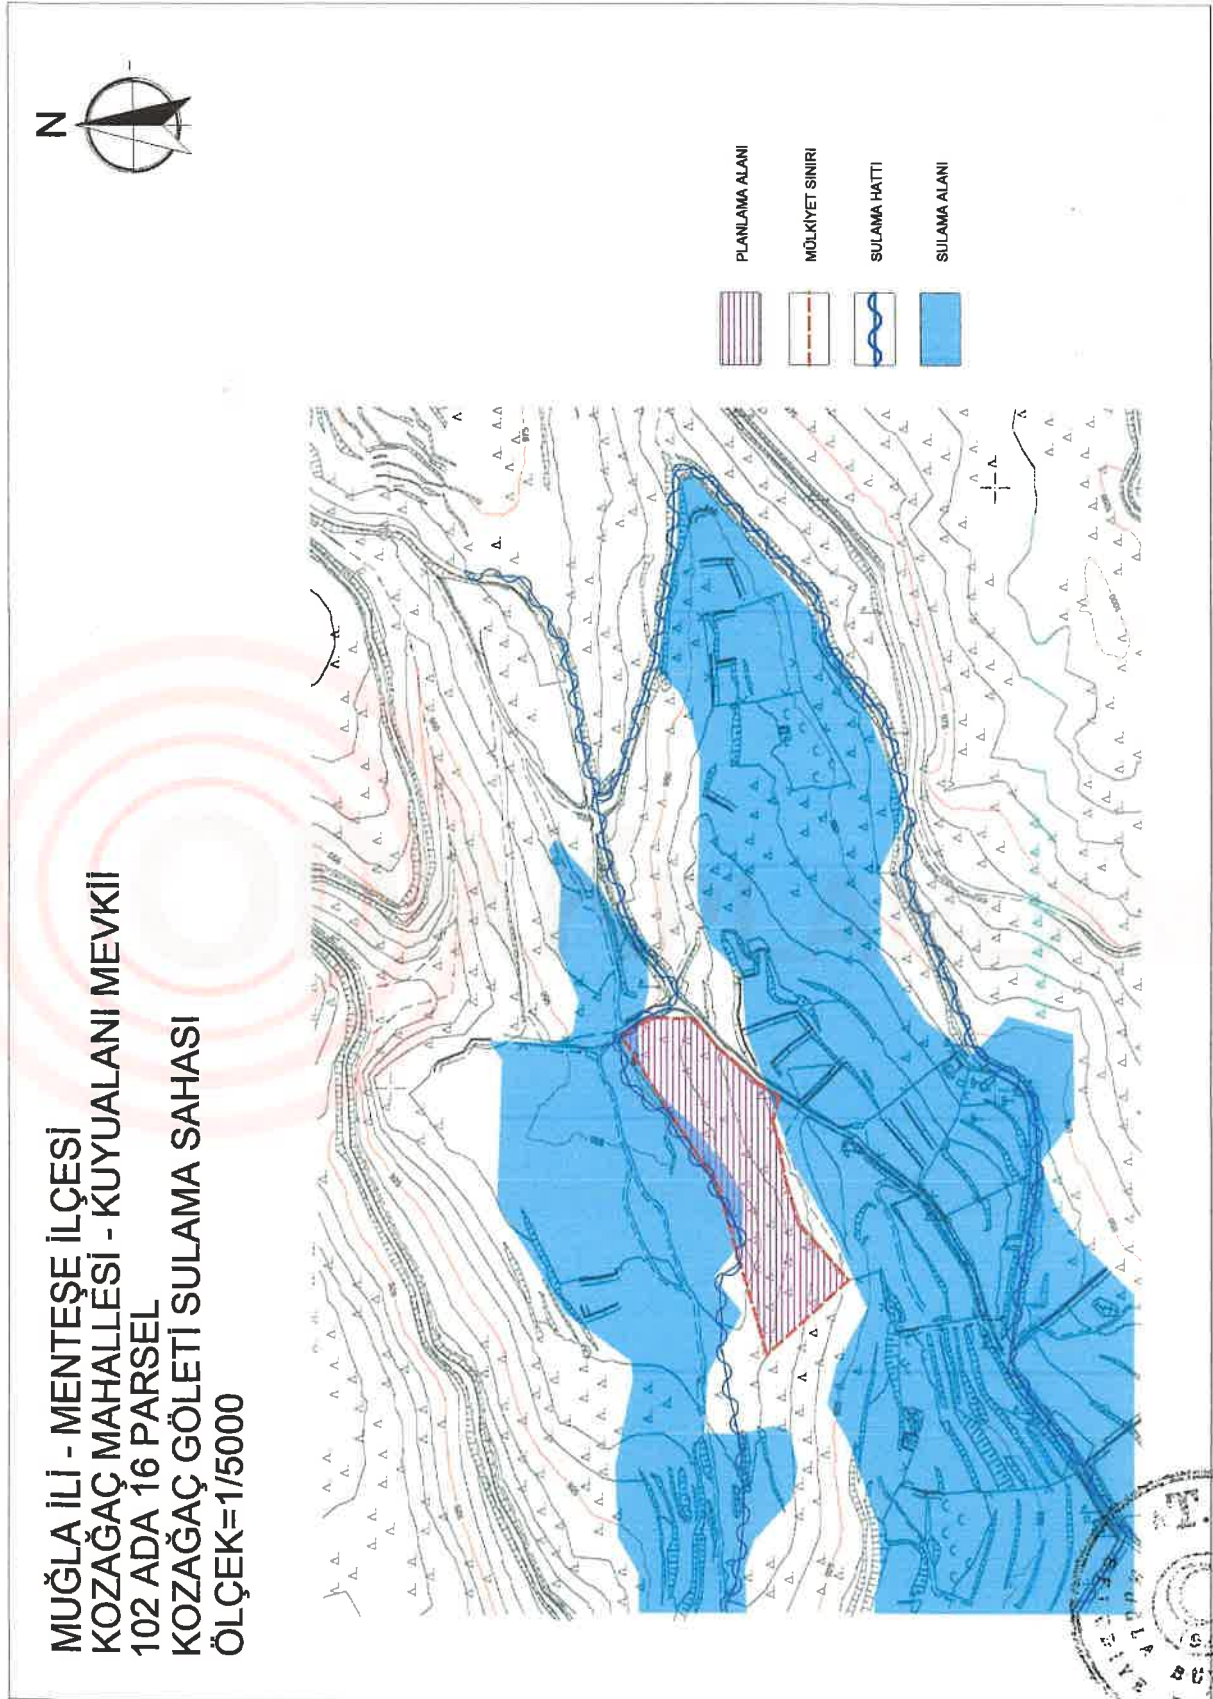 MUĞLA İLİ - MENTEŞE İLÇESİ
KOZAĞAÇ MAHALLESİ - KUYUALANI MEVKİİ
102 ADA 16 PARSEL
KOZAĞAÇ GÖLETİ SULAMA SAHASI
ÖLÇEK=1/5000
N
PLANLAMA ALANI
MÜLKİYET SINIRI
SULAMA HATTI
SULAMA ALANI